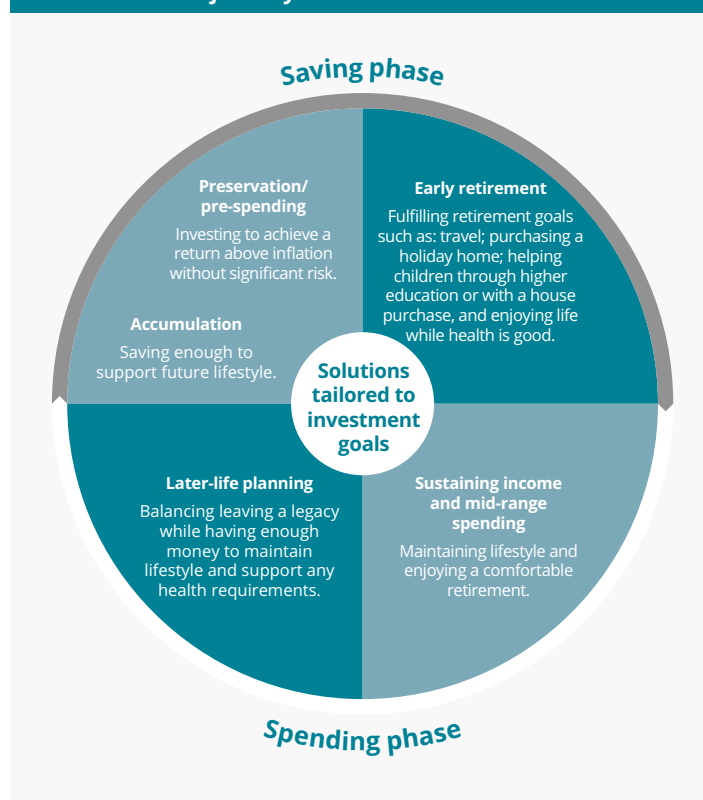 Saving phase
Preservation/
pre-spending
Investing to achieve a
return above inflation
without significant risk.
Accumulation
Saving enough to
support future lifestyle.
Early retirement
Fulfilling retirement goals
such as: travel; purchasing a
holiday home; helping
children through higher
education or with a house
purchase, and enjoying life
while health is good.
Solutions
tailored to
investment
goals
Later-life planning
Balancing leaving a legacy
while having enough
money to maintain
lifestyle and support any
health requirements.
Sustaining income
and mid-range
spending
Maintaining lifestyle and
enjoying a comfortable
retirement.
Spending phase